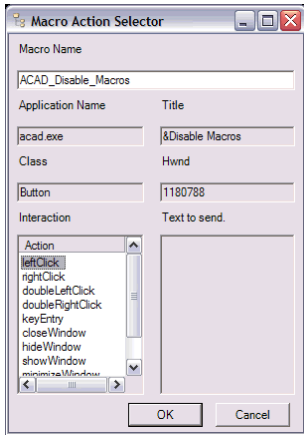 Macro Action Selector
Macro Name
ACAD_Disable_Macros
Application Name Title
acad.exe &Disable Macros
Class Hwnd
Button 1180788
Interaction Text to send.
Action
leftClick
rightClick
doubleLeftClick
doubleRightClick
keyEntry
closeWindow
hideWindow
showWindow
minimizeWindow
OK Cancel